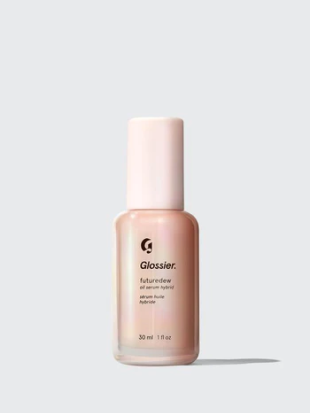 G
Glossier.
futuredew
oil serum hybrid
sérum huile
hybride
30 ml 1 fl oz